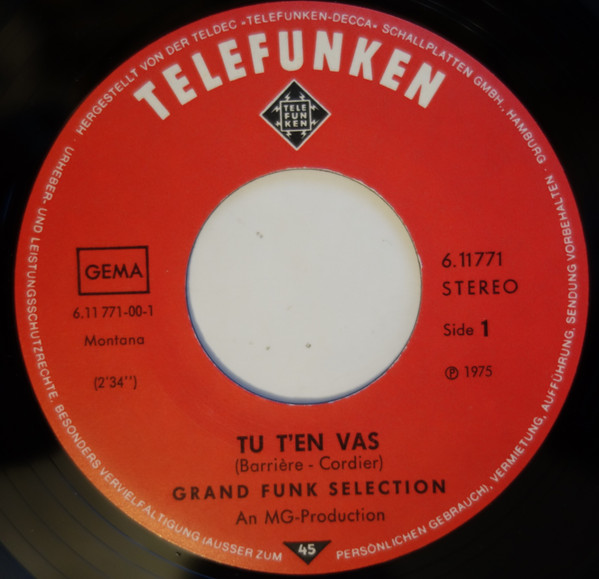 · HERGESTELLT VON DER TELDEC »TELEFUNKEN-DECCA« SCHALLPLATTEN GMBH., HAMBURG ·
URHEBER- UND LEISTUNGSSCHUTZRECHTE, BESONDERS VERVIELFÄLTIGUNG (AUSSER ZUM PERSÖNLICHEN GEBRAUCH), VERMIETUNG, AUFFÜHRUNG, SENDUNG VORBEHALTEN
TELEFUNKEN
TELE
FUN
KEN
GEMA
6.11 771-00-1
Montana
(2'34'')
6.11771
STEREO
Side 1
℗ 1975
TU T'EN VAS
(Barrière - Cordier)
GRAND FUNK SELECTION
An MG-Production
45